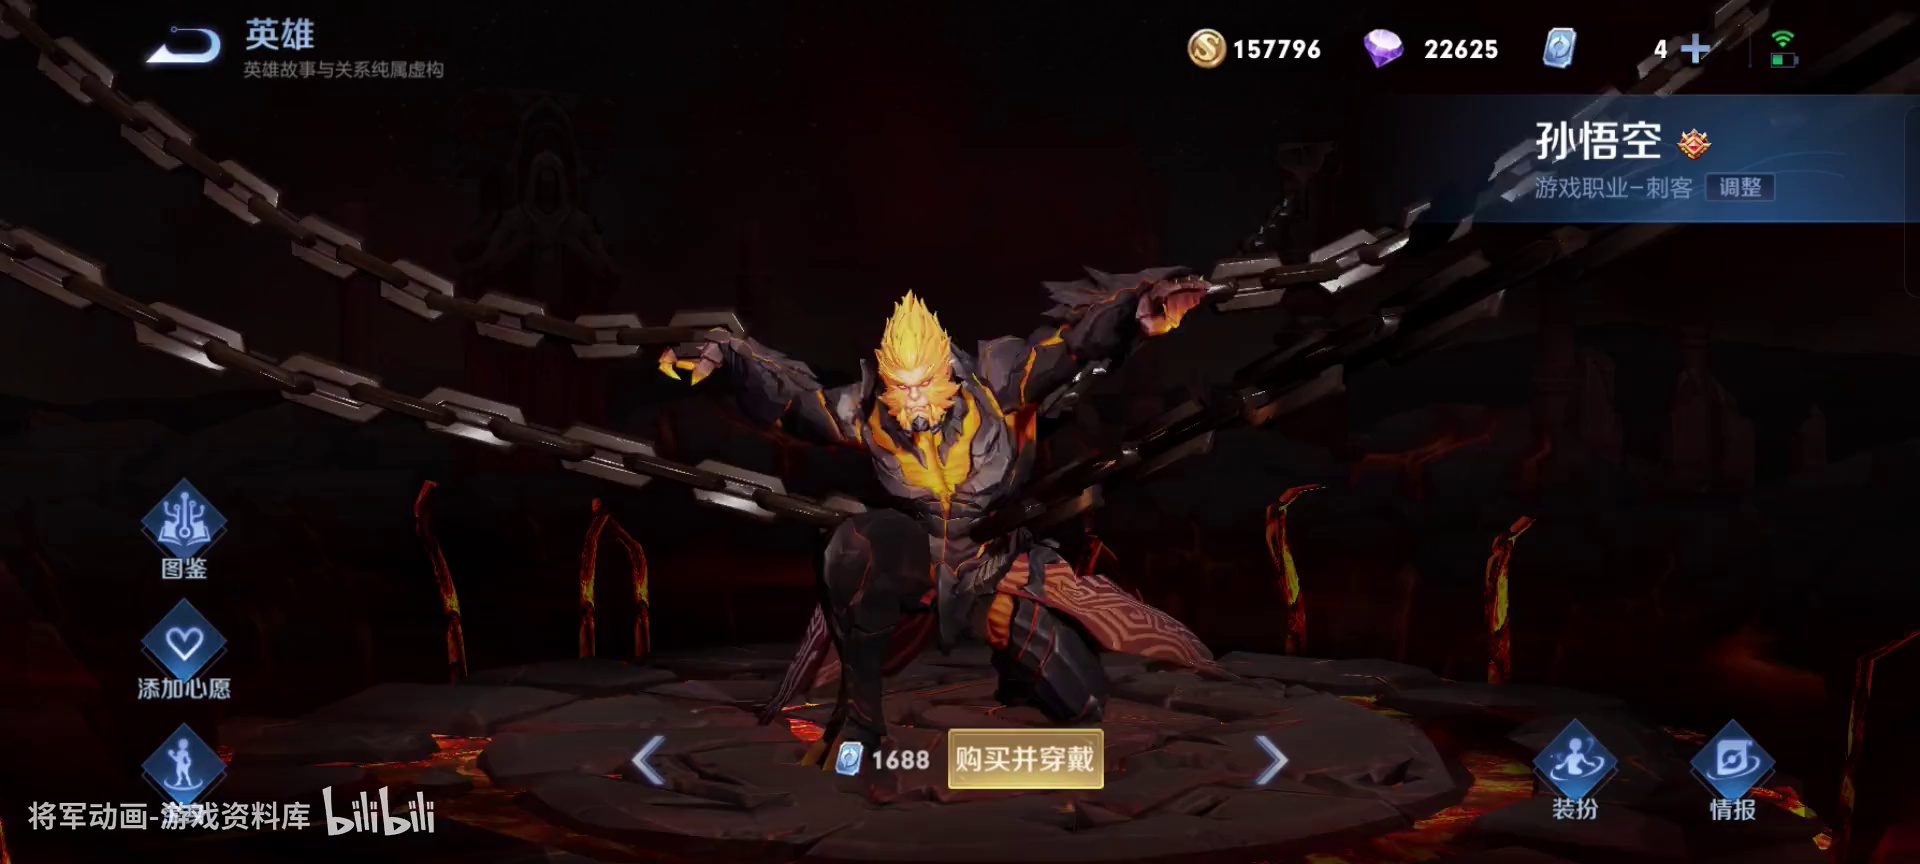 英雄
英雄故事与关系纯属虚构
157796
22625
4
孙悟空
游戏职业-刺客
调整
图鉴
添加心愿
1688
购买并穿戴
将军动画-游戏资料库 bilibili
装扮
情报